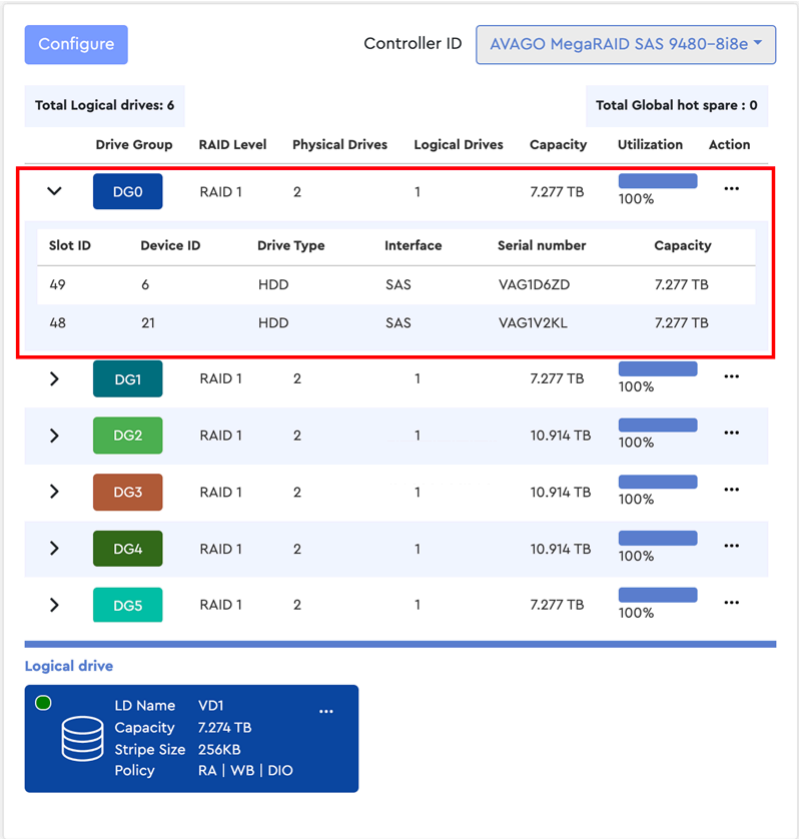 Configure Controller ID AVAGO MegaRAID SAS 9480-8i8e
Total Logical drives: 6 Total Global hot spare : 0
Drive Group RAID Level Physical Drives Logical Drives Capacity Utilization Action
DG0 RAID 1 2 1 7.277 TB 100% ...
Slot ID Device ID Drive Type Interface Serial number Capacity
49 6 HDD SAS VAG1D6ZD 7.277 TB
48 21 HDD SAS VAG1V2KL 7.277 TB
DG1 RAID 1 2 1 7.277 TB 100% ...
DG2 RAID 1 2 1 10.914 TB 100% ...
DG3 RAID 1 2 1 10.914 TB 100% ...
DG4 RAID 1 2 1 10.914 TB 100% ...
DG5 RAID 1 2 1 7.277 TB 100% ...
Logical drive
LD Name VD1 ...
Capacity 7.274 TB
Stripe Size 256KB
Policy RA | WB | DIO